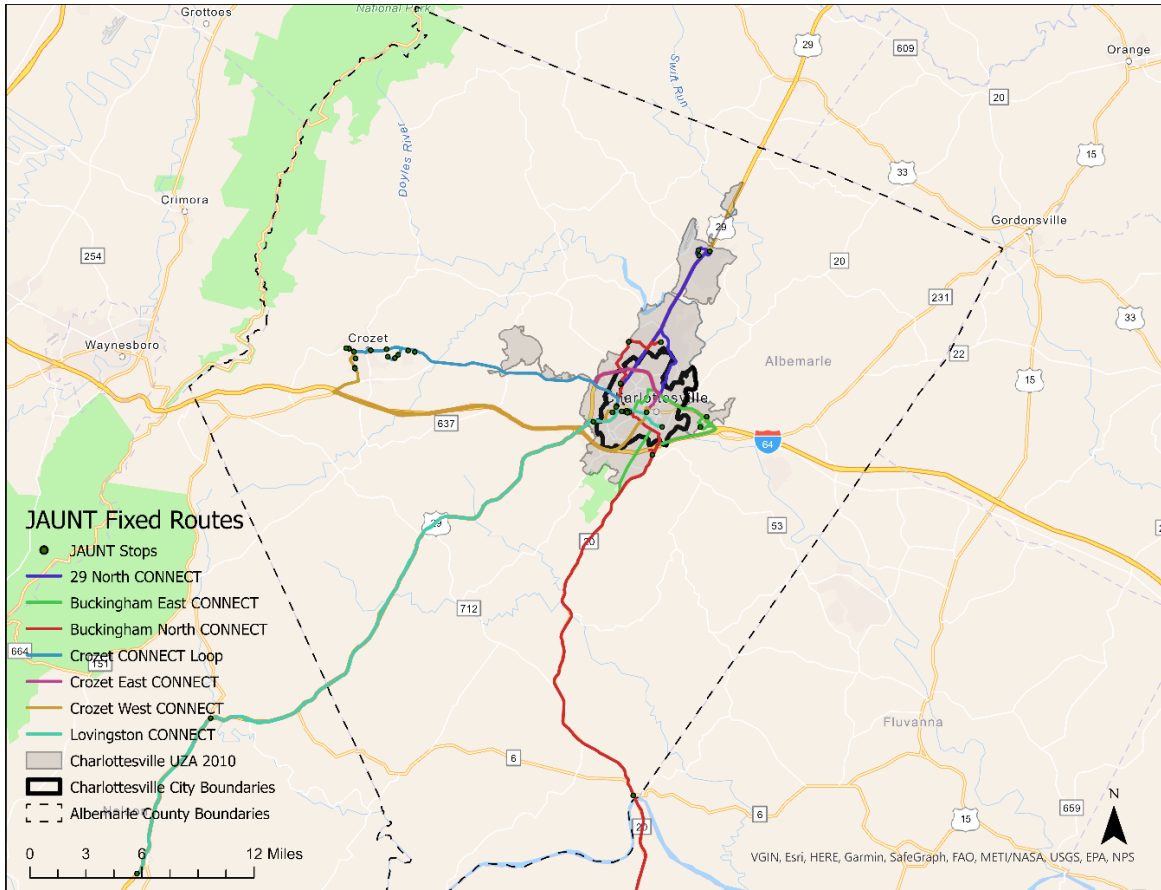 National Park
Grottoes
29
609
Orange
20
Swift Run
15
33
Doyles River
Crimora
Gordonsville
29
254
20
231
33
Crozet
Waynesboro
Albemarle
22
15
Charlottesville
637
64
JAUNT Fixed Routes
29
53
20
JAUNT Stops
29 North CONNECT
Buckingham East CONNECT
712
Buckingham North CONNECT
664
Crozet CONNECT Loop
151
Crozet East CONNECT
Crozet West CONNECT
Fluvanna
Lovingston CONNECT
6
Charlottesville UZA 2010
Charlottesville City Boundaries
Albemarle County Boundaries
20
6
15
659
N
0 3 6 12 Miles
VGIN, Esri, HERE, Garmin, SafeGraph, FAO, METI/NASA, USGS, EPA, NPS